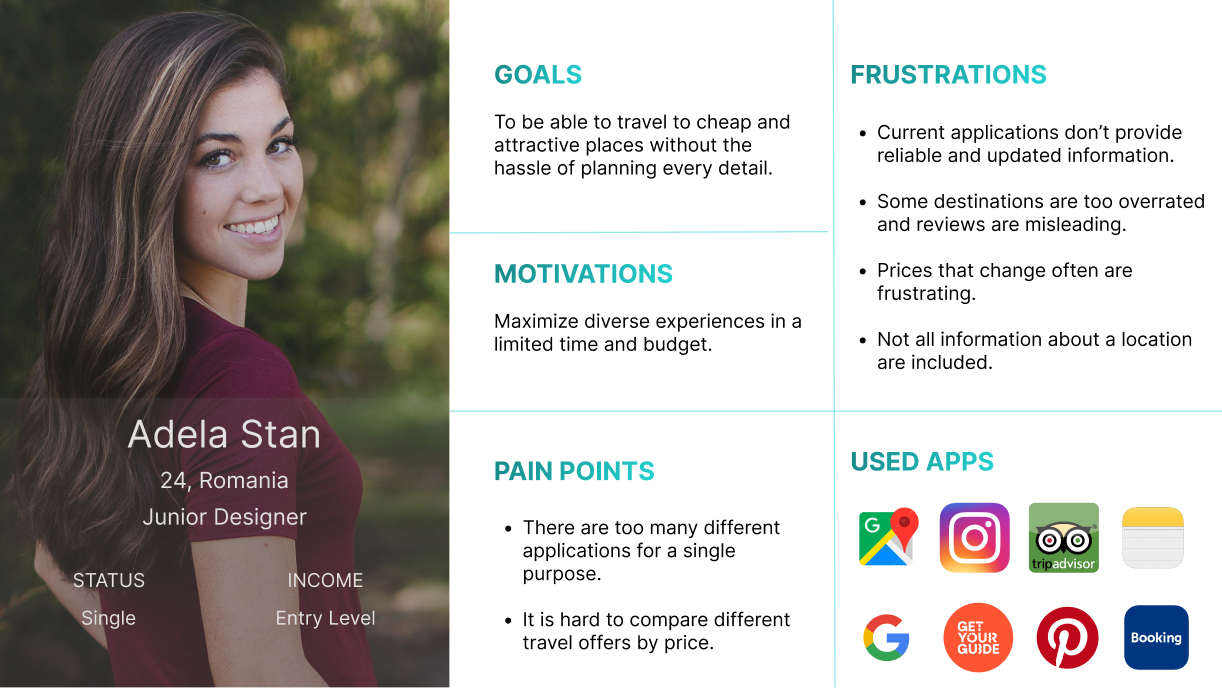 Adela Stan
24, Romania
Junior Designer
STATUS
Single
INCOME
Entry Level
GOALS
To be able to travel to cheap and
attractive places without the
hassle of planning every detail.
MOTIVATIONS
Maximize diverse experiences in a
limited time and budget.
PAIN POINTS
• There are too many different
applications for a single
purpose.
• It is hard to compare different
travel offers by price.
FRUSTRATIONS
• Current applications don’t provide
reliable and updated information.
• Some destinations are too overrated
and reviews are misleading.
• Prices that change often are
frustrating.
• Not all information about a location
are included.
USED APPS
G
tripadvisor
G
GET
YOUR
GUIDE
Booking